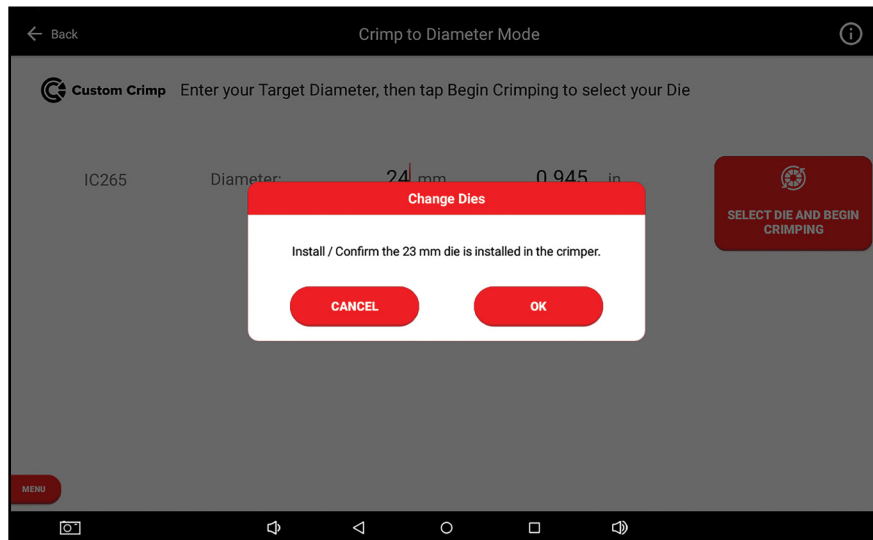 Back
Crimp to Diameter Mode
Custom Crimp
Enter your Target Diameter, then tap Begin Crimping to select your Die
IC265
Diameter:
24 mm
0.945 in
SELECT DIE AND BEGIN
CRIMPING
Change Dies
Install / Confirm the 23 mm die is installed in the crimper.
CANCEL
OK
MENU